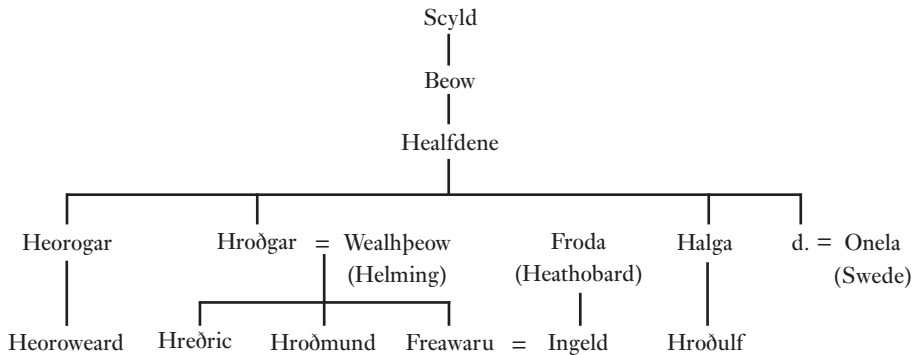 Scyld
Beow
Healfdene
Heorogar Hroðgar = Wealhþeow Froda Halga d. = Onela
(Helming) (Heathobard) (Swede)
Heoroweard Hreðric Hroðmund Freawaru = Ingeld Hroðulf